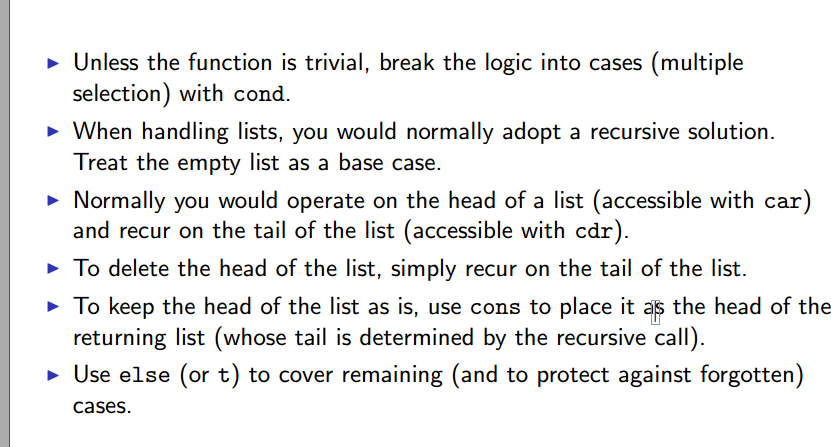 Unless the function is trivial, break the logic into cases (multiple
selection) with cond.
When handling lists, you would normally adopt a recursive solution.
Treat the empty list as a base case.
Normally you would operate on the head of a list (accessible with car)
and recur on the tail of the list (accessible with cdr).
To delete the head of the list, simply recur on the tail of the list.
To keep the head of the list as is, use cons to place it as the head of the
returning list (whose tail is determined by the recursive call).
Use else (or t) to cover remaining (and to protect against forgotten)
cases.